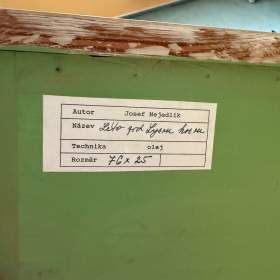 Autor Josef Nejedlík
Název Léto pod Lysou horou
Technika olej
Rozměr 76 x 25